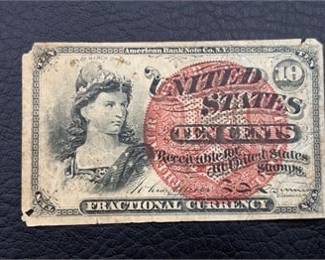 American Bank Note Co. N.Y.
10
UNITED
STATES
TEN CENTS
Receivable for
All United States
Stamps.
FRACTIONAL CURRENCY